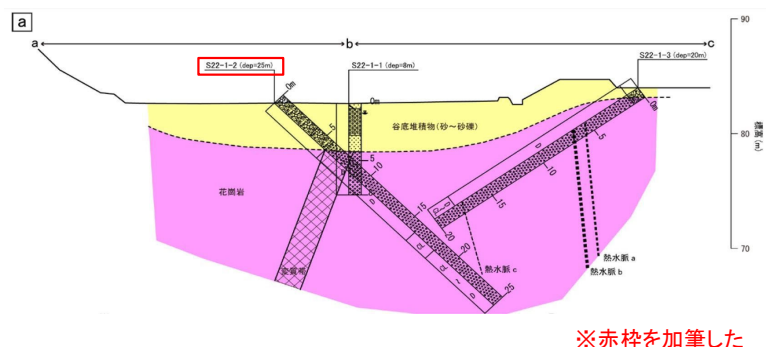 a
a b c
S22-1-2 (dep=25m)
S22-1-1 (dep=8m)
S22-1-3 (dep=20m)
90
80
70
標高(m)
0m
0m
0m
谷底堆積物(砂～砂礫)
花崗岩
変質帯
5
10
15
20
25
5
5
10
15
20
熱水脈 a
熱水脈 b
熱水脈 c
※赤枠を加筆した